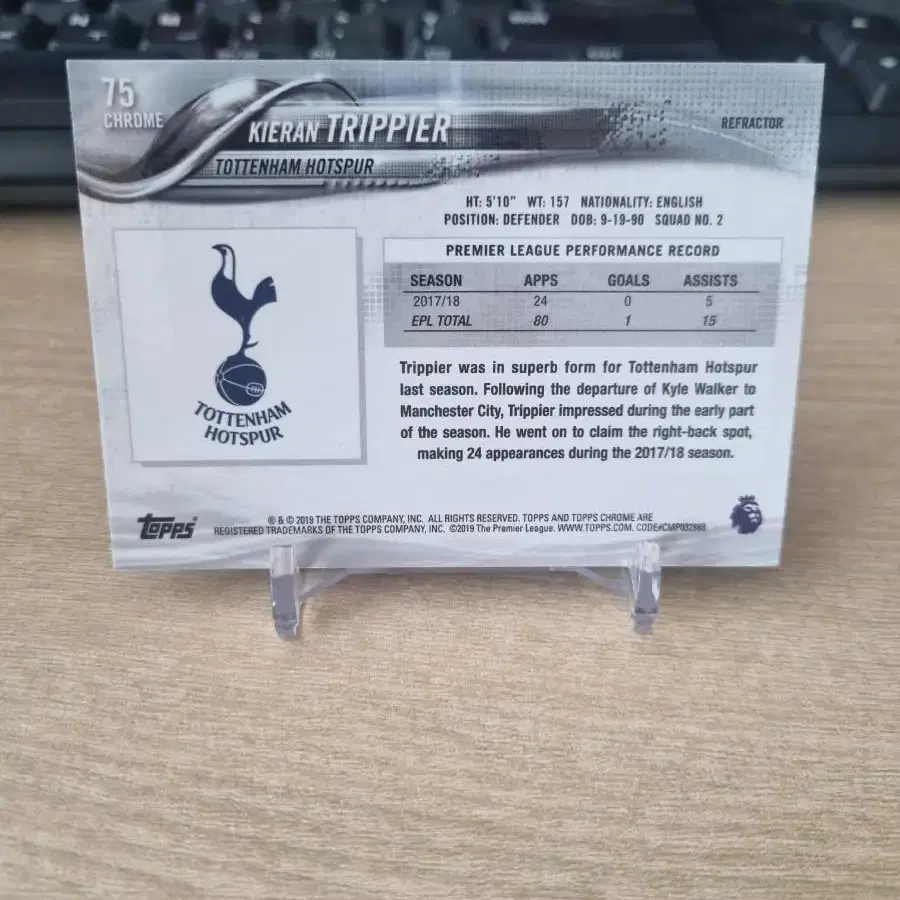 75
CHROME
KIERAN TRIPPIER
REFRACTOR
TOTTENHAM HOTSPUR
HT: 5'10" WT: 157 NATIONALITY: ENGLISH
POSITION: DEFENDER DOB: 9-19-90 SQUAD NO. 2
PREMIER LEAGUE PERFORMANCE RECORD
SEASON APPS GOALS ASSISTS
2017/18 24 0 5
EPL TOTAL 80 1 15
TOTTENHAM
HOTSPUR
Trippier was in superb form for Tottenham Hotspur
last season. Following the departure of Kyle Walker to
Manchester City, Trippier impressed during the early part
of the season. He went on to claim the right-back spot,
making 24 appearances during the 2017/18 season.
Topps
® & © 2019 THE TOPPS COMPANY, INC. ALL RIGHTS RESERVED. TOPPS AND TOPPS CHROME ARE
REGISTERED TRADEMARKS OF THE TOPPS COMPANY, INC. ©2019 The Premier League. WWW.TOPPS.COM. CODE#CMP032888